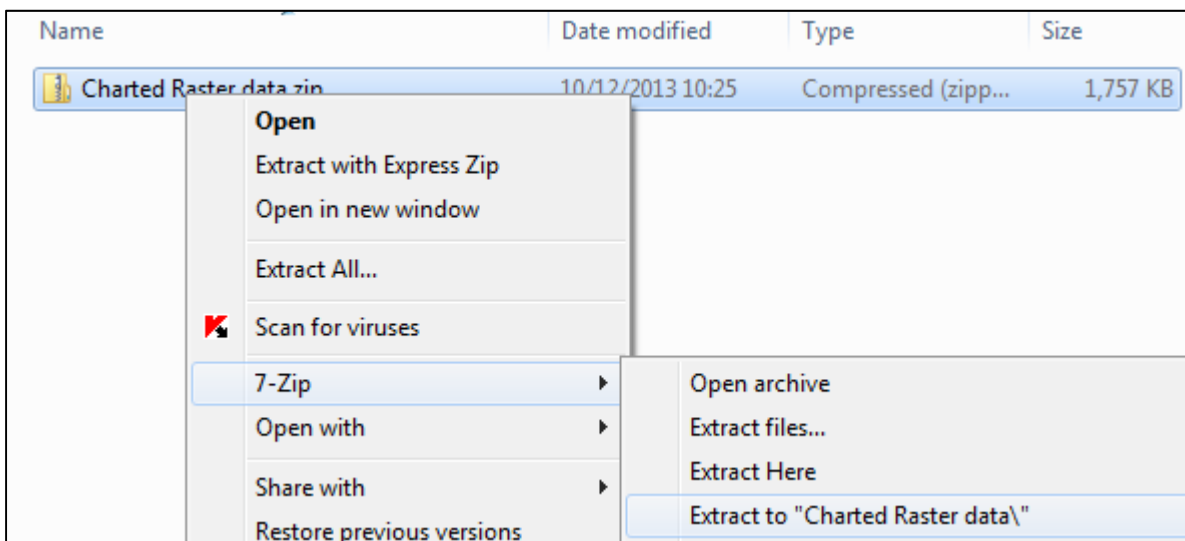 Name Date modified Type Size
Charted Raster data.zip 10/12/2013 10:25 Compressed (zipp... 1,757 KB
Open
Extract with Express Zip
Open in new window
Extract All...
Scan for viruses
7-Zip
Open with
Share with
Restore previous versions
Open archive
Extract files...
Extract Here
Extract to "Charted Raster data\"